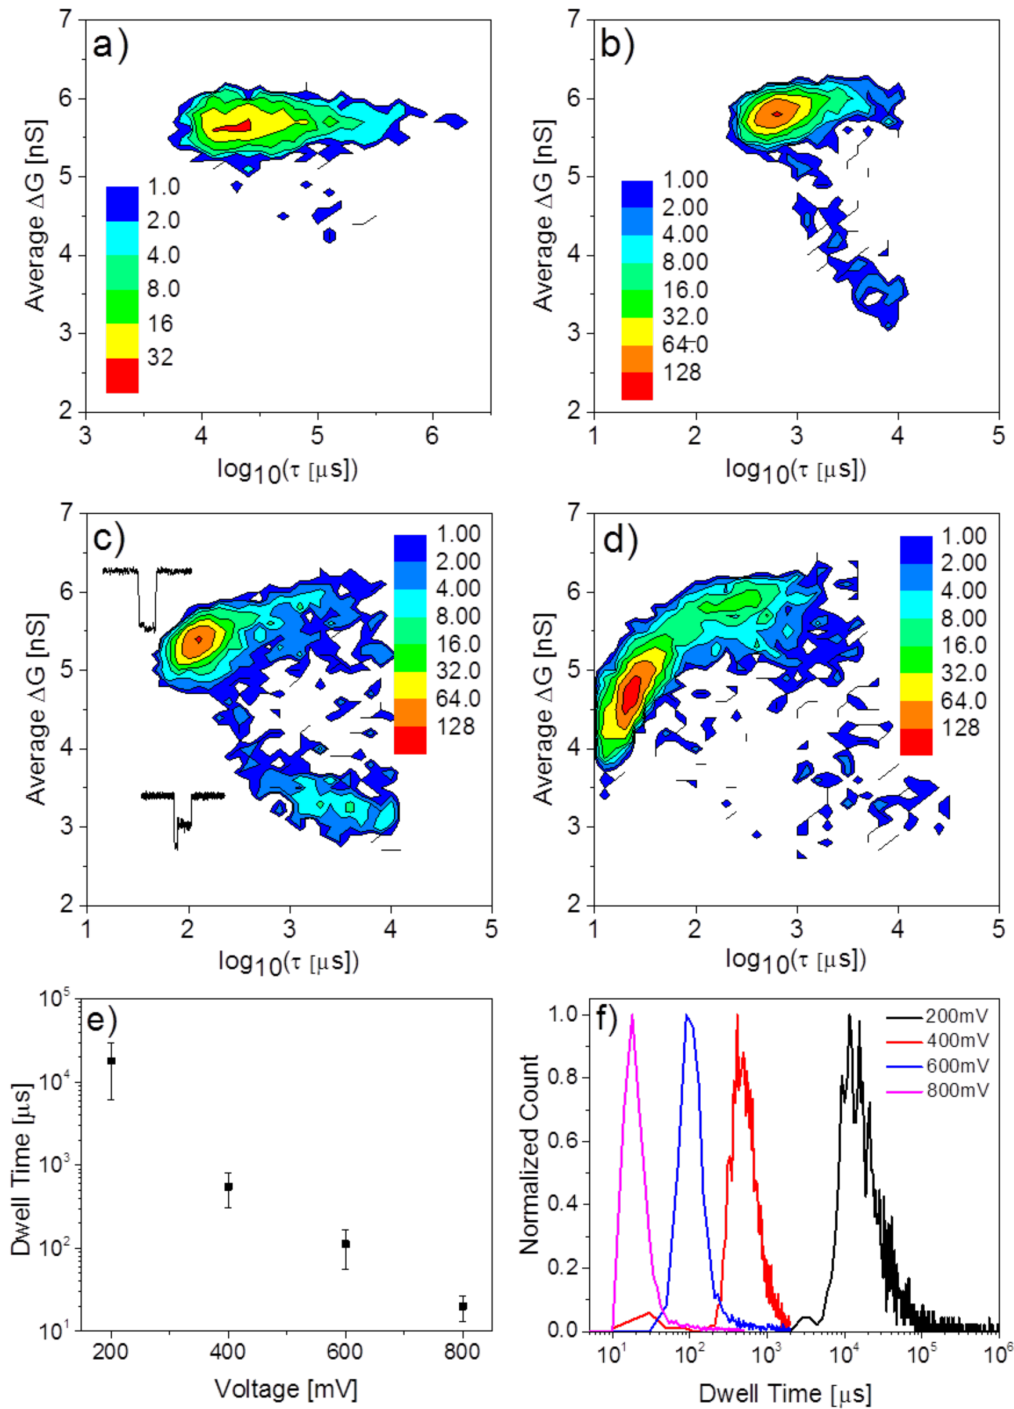 a)
7
6
5
4
3
2
Average ΔG [nS]
1.0
2.0
4.0
8.0
16
32
3 4 5 6
log10(τ [μs])
b)
7
6
5
4
3
2
Average ΔG [nS]
1.00
2.00
4.00
8.00
16.0
32.0
64.0
128
1 2 3 4 5
log10(τ [μs])
c)
7
6
5
4
3
2
Average ΔG [nS]
1.00
2.00
4.00
8.00
16.0
32.0
64.0
128
1 2 3 4 5
log10(τ [μs])
d)
7
6
5
4
3
2
Average ΔG [nS]
1.00
2.00
4.00
8.00
16.0
32.0
64.0
128
1 2 3 4 5
log10(τ [μs])
e)
10^5
10^4
10^3
10^2
10^1
Dwell Time [μs]
200 400 600 800
Voltage [mV]
f)
1.0
0.8
0.6
0.4
0.2
0.0
Normalized Count
200mV
400mV
600mV
800mV
10^1 10^2 10^3 10^4 10^5 10^6
Dwell Time [μs]